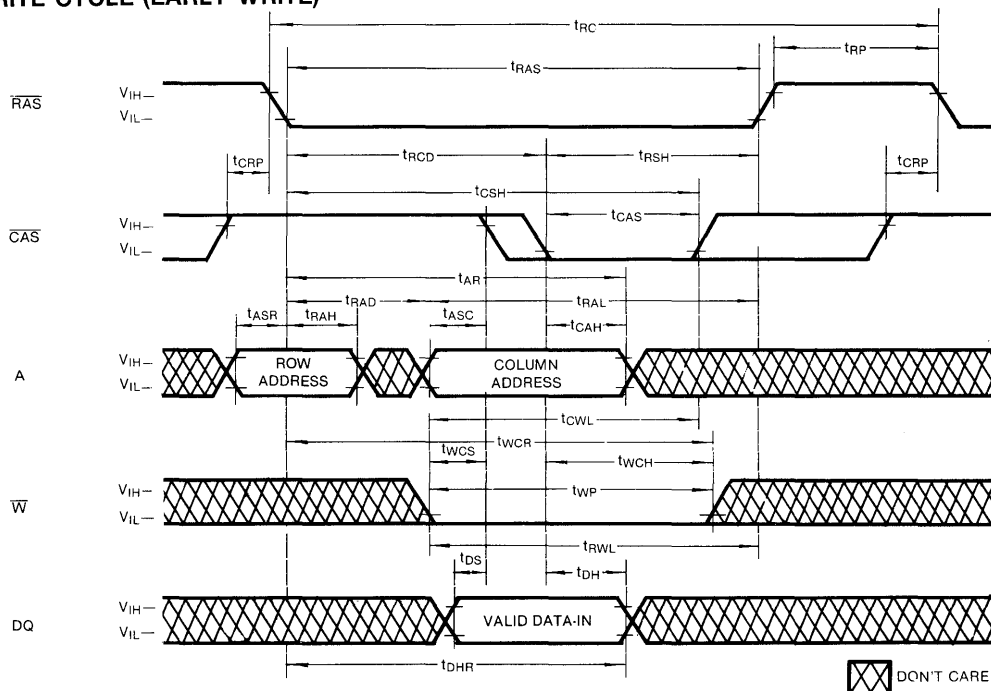 WRITE CYCLE (EARLY WRITE)
tRC
tRP
tRAS
RAS
VIH—
VIL—
tCRP
tRCD
tRSH
tCRP
tCSH
CAS
VIH—
VIL—
tCAS
tAR
tRAD
tRAL
tASR
tRAH
tASC
tCAH
A
VIH—
VIL—
ROW
ADDRESS
COLUMN
ADDRESS
tCWL
tWCR
tWCS
tWCH
W
VIH—
VIL—
tWP
tRWL
tDS
tDH
DQ
VIH—
VIL—
VALID DATA-IN
tDHR
DON'T CARE